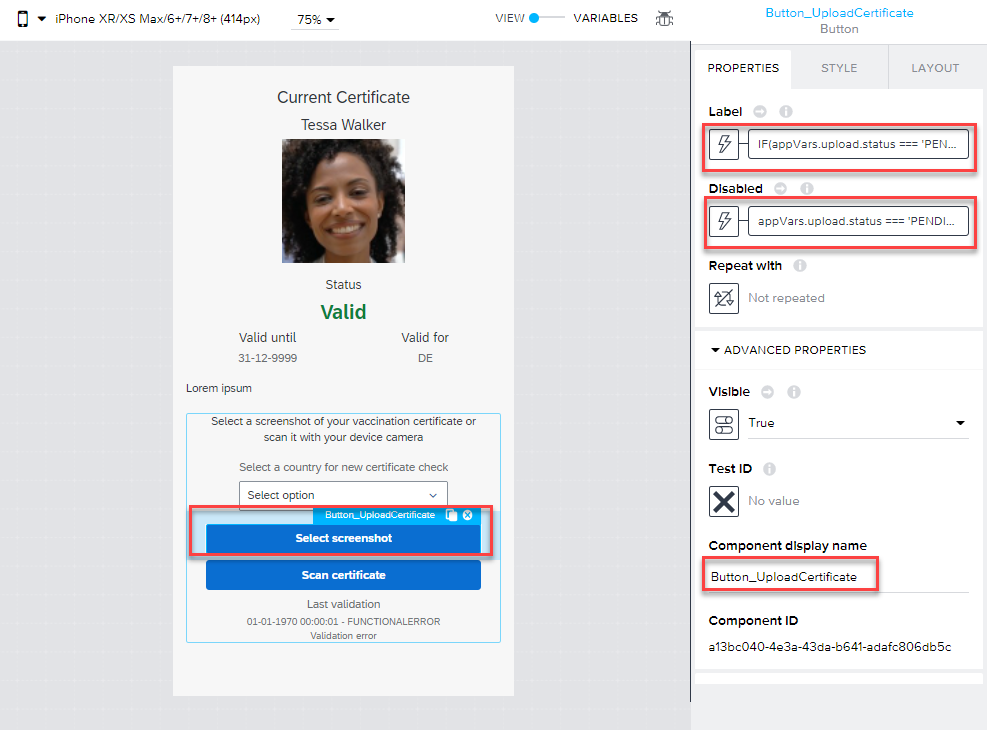 iPhone XR/XS Max/6+/7+/8+ (414px)
75%
VIEW
VARIABLES
Button_UploadCertificate
Button
PROPERTIES
STYLE
LAYOUT
Current Certificate
Tessa Walker
Status
Valid
Valid until
Valid for
31-12-9999
DE
Lorem ipsum
Select a screenshot of your vaccination certificate or
scan it with your device camera
Select a country for new certificate check
Select option
Button_UploadCertificate
Select screenshot
Scan certificate
Last validation
01-01-1970 00:00:01 - FUNCTIONALERROR
Validation error
Label
IF(appVars.upload.status === 'PEN...
Disabled
appVars.upload.status === 'PENDI...
Repeat with
Not repeated
ADVANCED PROPERTIES
Visible
True
Test ID
No value
Component display name
Button_UploadCertificate
Component ID
a13bc040-4e3a-43da-b641-adafc806db5c